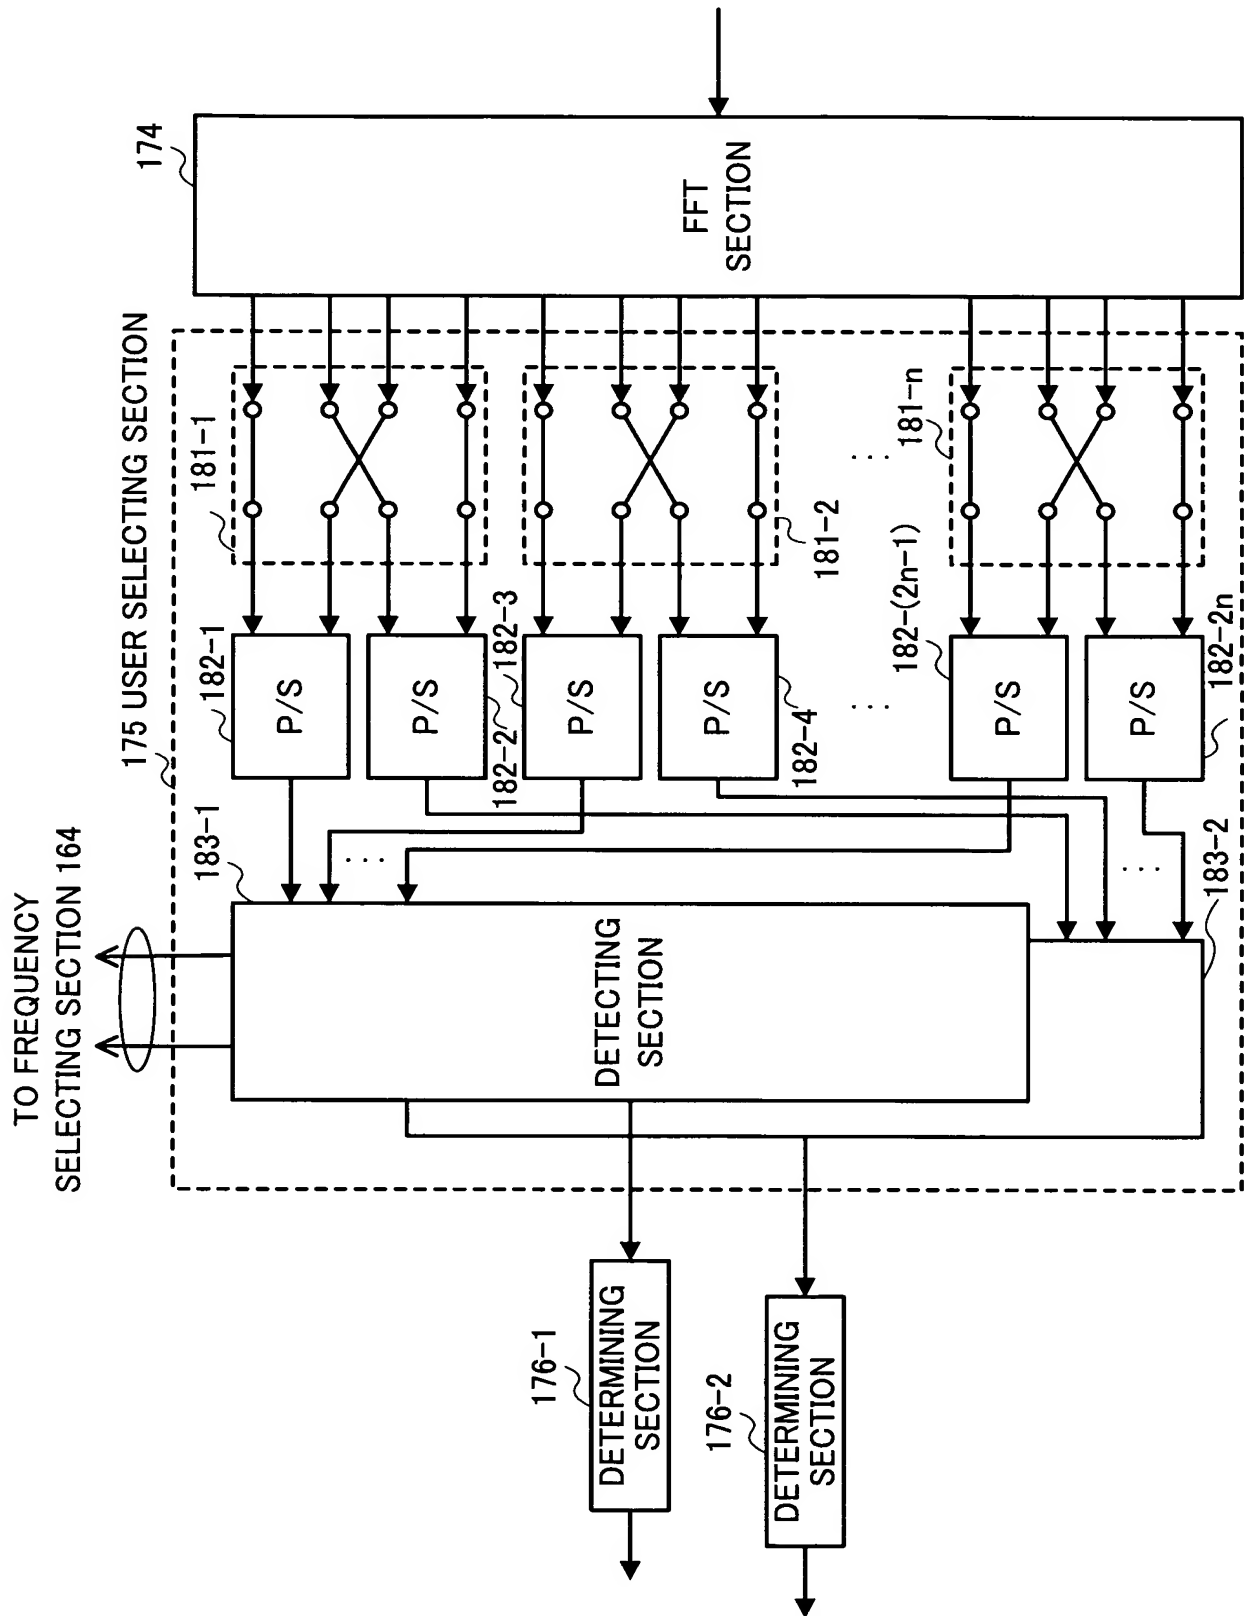 TO FREQUENCY
SELECTING SECTION 164
175 USER SELECTING SECTION
174
183-1
182-1
181-1
FFT
SECTION
P/S
P/S
182-2
182-3
DETECTING
SECTION
P/S
P/S
182-4
181-2
176-1
DETERMINING
SECTION
...
...
...
182-(2n-1)
181-n
P/S
P/S
182-2n
...
183-2
176-2
DETERMINING
SECTION